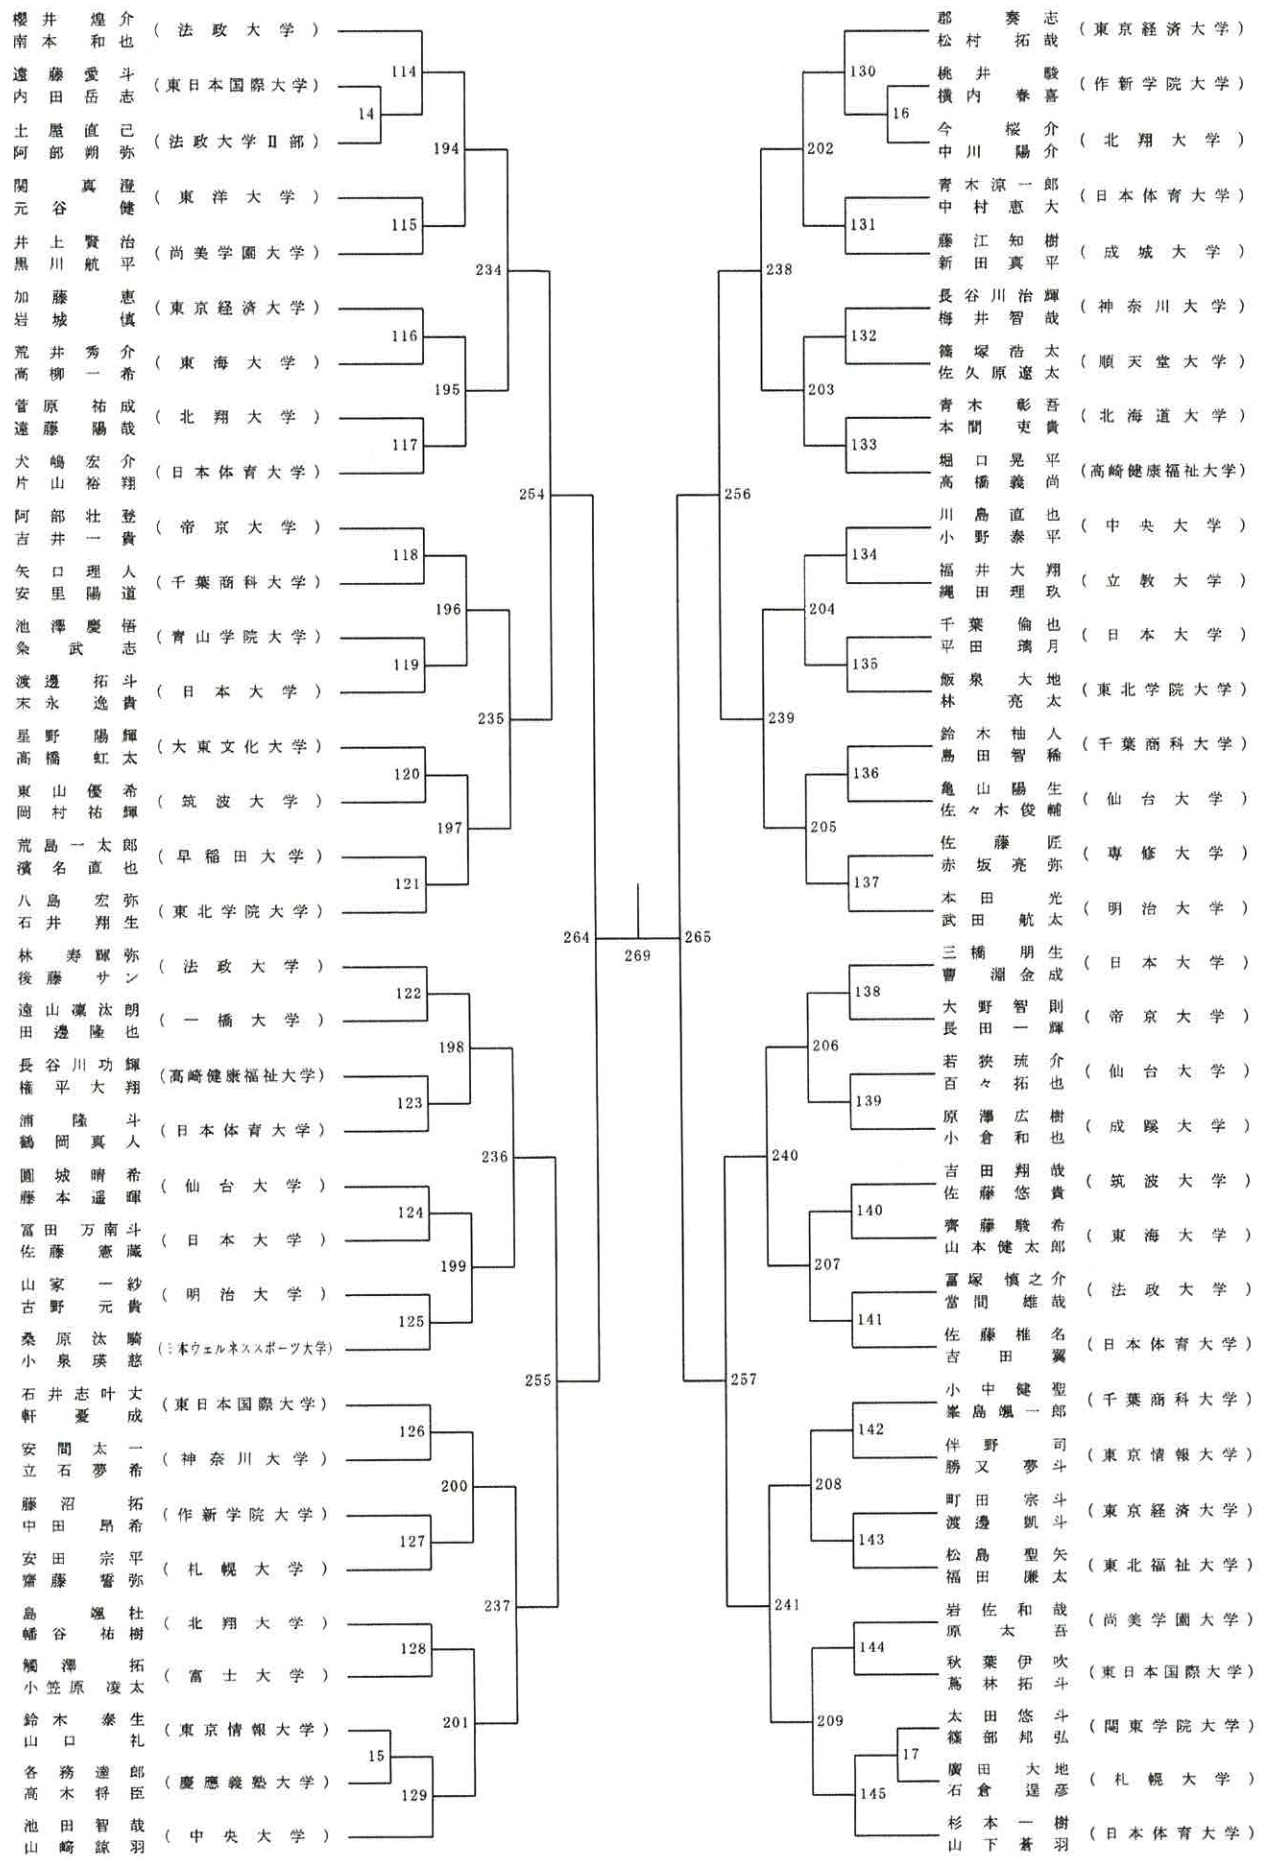 櫻井 煌介
南本 和也 (法政大学)
遠藤愛斗
内田岳志 (東日本国際大学)
土屋直己
阿部朔弥 (法政大学Ⅱ部)
関 真澄
元谷 健 (東洋大学)
井上賢治
黒川航平 (尚美学園大学)
加藤 恵
岩城 慎 (東京経済大学)
荒井秀介
高柳一希 (東海大学)
菅原 祐成
遠藤 陽哉 (北翔大学)
犬嶋宏介
片山裕翔 (日本体育大学)
阿部壮登
吉井一貴 (帝京大学)
矢口理人
安里陽道 (千葉商科大学)
池澤慶悟
粂 武志 (青山学院大学)
渡邊 拓斗
末永 逸貴 (日本大学)
星野 陽輝
高橋 虹太 (大東文化大学)
東山優希
岡村祐輝 (筑波大学)
荒島一太郎
濱名直也 (早稲田大学)
八島 宏弥
石井 翔生 (東北学院大学)
林 寿輝弥
後藤 サン (法政大学)
遠山凜汰朗
田邊隆也 (一橋大学)
長谷川功輝
権平大翔 (高崎健康福祉大学)
浦 隆斗
鶴岡真人 (日本体育大学)
圓城晴希
藤本遥暉 (仙台大学)
冨田 万南斗
佐藤 憲蔵 (日本大学)
山家 一紗
古野 元貴 (明治大学)
桑原汰騎
小泉瑛慈 (日本ウェルネススポーツ大学)
石井志叶丈
軒 憂成 (東日本国際大学)
安間太一
立石夢希 (神奈川大学)
藤沼 拓
中田 昂希 (作新学院大学)
安田 宗平
齋藤 誓弥 (札幌大学)
島 颯杜
幡谷 祐樹 (北翔大学)
觸澤 拓
小笠原 凌太 (富士大学)
鈴木 泰生
山口 礼 (東京情報大学)
各務達郎
高木将臣 (慶應義塾大学)
池田智哉
山﨑諒羽 (中央大学)
14
15
114
115
116
117
118
119
120
121
122
123
124
125
126
127
128
129
194
195
196
197
198
199
200
201
234
235
236
237
254
255
264
269
265
256
257
238
239
240
241
202
203
204
205
206
207
208
209
130
131
132
133
134
135
136
137
138
139
140
141
142
143
144
145
16
17
郡 奏志
松村 拓哉 (東京経済大学)
桃井 駿
横内 春喜 (作新学院大学)
今 桜介
中川 陽介 (北翔大学)
青木涼一郎
中村恵大 (日本体育大学)
藤江知樹
新田真平 (成城大学)
長谷川治輝
梅井智哉 (神奈川大学)
篠塚浩太
佐久原遼太 (順天堂大学)
青木 彰吾
本間 吏貴 (北海道大学)
堀口晃平
高橋義尚 (高崎健康福祉大学)
川島直也
小野泰平 (中央大学)
福井大翔
縄田理玖 (立教大学)
千葉 倫也
平田 璃月 (日本大学)
飯泉 大地
林 亮太 (東北学院大学)
鈴木柚人
島田智稀 (千葉商科大学)
亀山陽生
佐々木俊輔 (仙台大学)
佐藤 匠
赤坂亮弥 (専修大学)
本田 光
武田 航太 (明治大学)
三橋 朋生
曹 淵金成 (日本大学)
大野智則
長田一輝 (帝京大学)
若狭琉介
百々拓也 (仙台大学)
原澤広樹
小倉和也 (成蹊大学)
吉田翔哉
佐藤悠貴 (筑波大学)
齊藤駿希
山本健太郎 (東海大学)
冨塚 慎之介
當間 雄哉 (法政大学)
佐藤椎名
吉田 翼 (日本体育大学)
小中健聖
峯島颯一郎 (千葉商科大学)
伴野 司
勝又 夢斗 (東京情報大学)
町田 宗斗
渡邊 凱斗 (東京経済大学)
松島 聖矢
福田 廉太 (東北福祉大学)
岩佐和哉
原 太吾 (尚美学園大学)
秋葉伊吹
蔦林拓斗 (東日本国際大学)
太田悠斗
篠部邦弘 (関東学院大学)
廣田 大地
石倉 逞彦 (札幌大学)
杉本一樹
山下蒼羽 (日本体育大学)